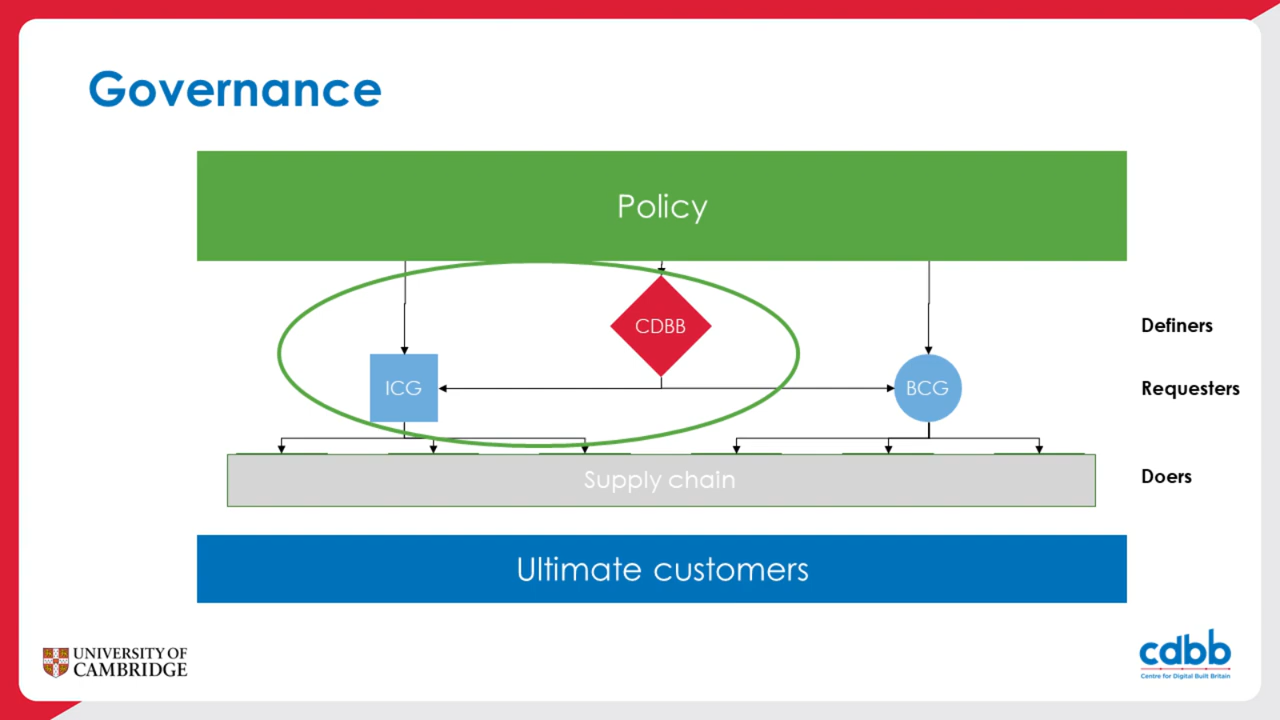 Governance
Policy
CDBB
Definers
ICG
BCG
Requesters
Supply chain
Doers
Ultimate customers
UNIVERSITY OF
CAMBRIDGE
cdbb
Centre for Digital Built Britain